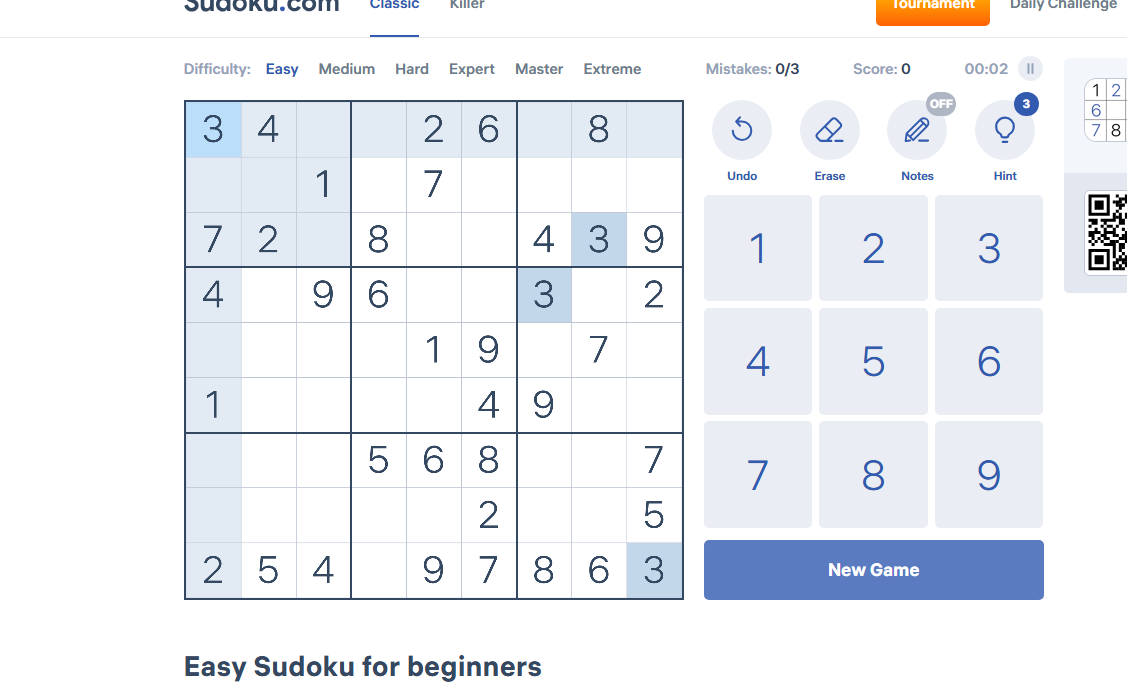 Sudoku.com Classic Killer Tournament Daily Challenge
Difficulty: Easy Medium Hard Expert Master Extreme Mistakes: 0/3 Score: 0 00:02
OFF 3
Undo Erase Notes Hint
3 4 2 6 8
1 7
7 2 8 4 3 9
4 9 6 3 2
1 9 7
1 4 9
5 6 8 7
2 5
2 5 4 9 7 8 6 3
1 2 3
4 5 6
7 8 9
New Game
1 2
6
7 8
Easy Sudoku for beginners